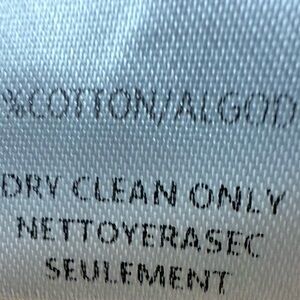 %COTTON/ALGOD
DRY CLEAN ONLY
NETTOYERASEC
SEULEMENT